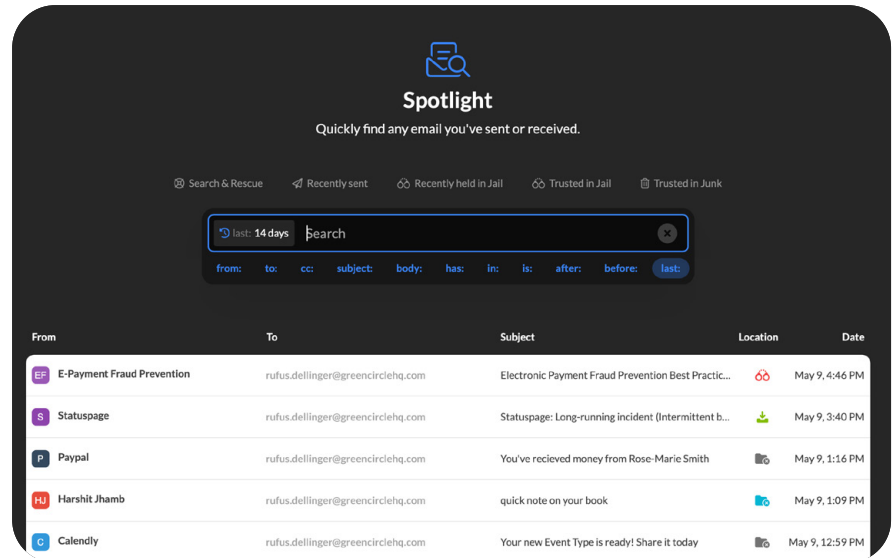 Spotlight
Quickly find any email you've sent or received.
Search & Rescue Recently sent Recently held in Jail Trusted in Jail Trusted in Junk
last: 14 days Search
from: to: cc: subject: body: has: in: is: after: before: last:
From To Subject Location Date
EF E-Payment Fraud Prevention rufus.dellinger@greencirclehq.com Electronic Payment Fraud Prevention Best Practic... May 9, 4:46 PM
S Statuspage rufus.dellinger@greencirclehq.com Statuspage: Long-running incident (Intermittent b... May 9, 3:40 PM
P Paypal rufus.dellinger@greencirclehq.com You've recieved money from Rose-Marie Smith May 9, 1:16 PM
HJ Harshit Jhamb rufus.dellinger@greencirclehq.com quick note on your book May 9, 1:09 PM
C Calendly rufus.dellinger@greencirclehq.com Your new Event Type is ready! Share it today May 9, 12:59 PM